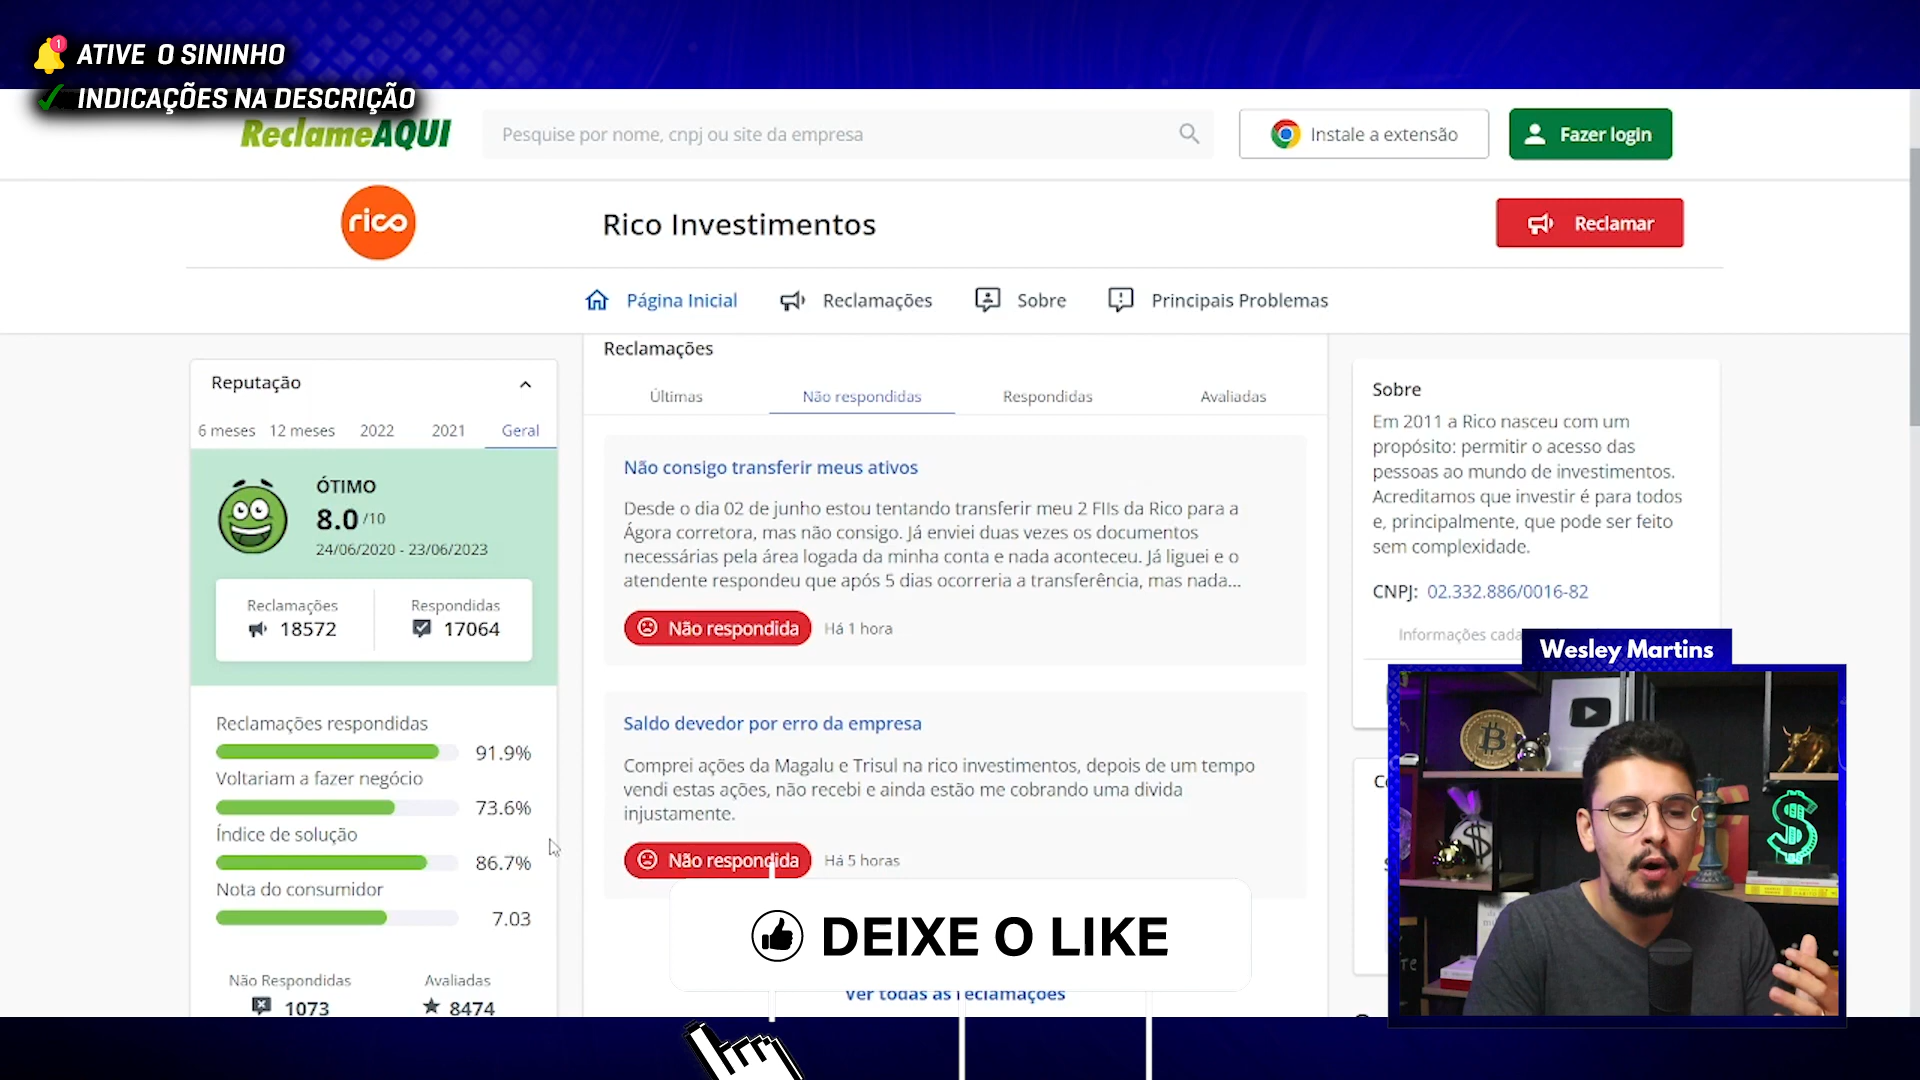 1
ATIVE O SININHO
INDICAÇÕES NA DESCRIÇÃO
ReclameAQUI
Pesquise por nome, cnpj ou site da empresa
Instale a extensão
Fazer login
rico
Rico Investimentos
Reclamar
Página Inicial
Reclamações
Sobre
Principais Problemas
Reputação
6 meses
12 meses
2022
2021
Geral
ÓTIMO
8.0 /10
24/06/2020 - 23/06/2023
Reclamações
18572
Respondidas
17064
Reclamações respondidas
91.9%
Voltariam a fazer negócio
73.6%
Índice de solução
86.7%
Nota do consumidor
7.03
Não Respondidas
1073
Avaliadas
8474
Reclamações
Últimas
Não respondidas
Respondidas
Avaliadas
Não consigo transferir meus ativos
Desde o dia 02 de junho estou tentando transferir meu 2 FIIs da Rico para a
Ágora corretora, mas não consigo. Já enviei duas vezes os documentos
necessárias pela área logada da minha conta e nada aconteceu. Já liguei e o
atendente respondeu que após 5 dias ocorreria a transferência, mas nada...
Não respondida
Há 1 hora
Saldo devedor por erro da empresa
Comprei ações da Magalu e Trisul na rico investimentos, depois de um tempo
vendi estas ações, não recebi e ainda estão me cobrando uma divida
injustamente.
Não respondida
Há 5 horas
DEIXE O LIKE
Ver todas as reclamações
Sobre
Em 2011 a Rico nasceu com um
propósito: permitir o acesso das
pessoas ao mundo de investimentos.
Acreditamos que investir é para todos
e, principalmente, que pode ser feito
sem complexidade.
CNPJ: 02.332.886/0016-82
Informações
Wesley Martins